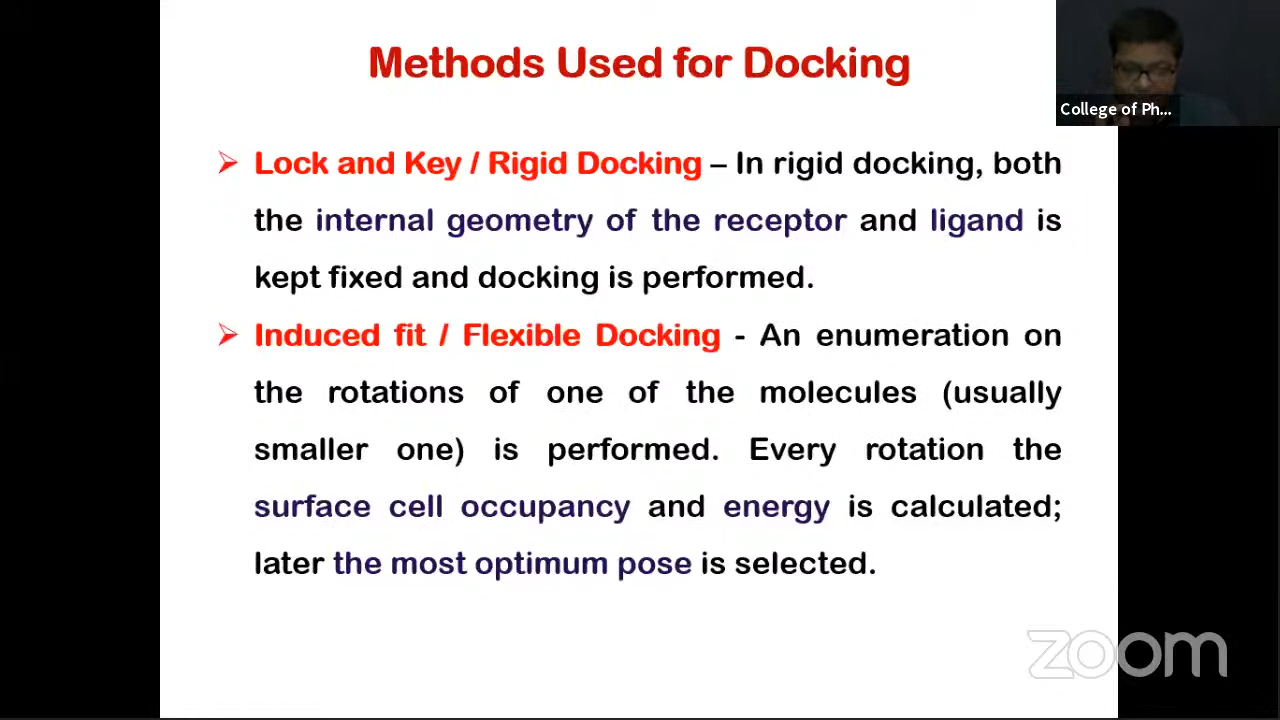 Methods Used for Docking
College of Ph...
➢ Lock and Key / Rigid Docking – In rigid docking, both
the internal geometry of the receptor and ligand is
kept fixed and docking is performed.
➢ Induced fit / Flexible Docking - An enumeration on
the rotations of one of the molecules (usually
smaller one) is performed. Every rotation the
surface cell occupancy and energy is calculated;
later the most optimum pose is selected.
zoom